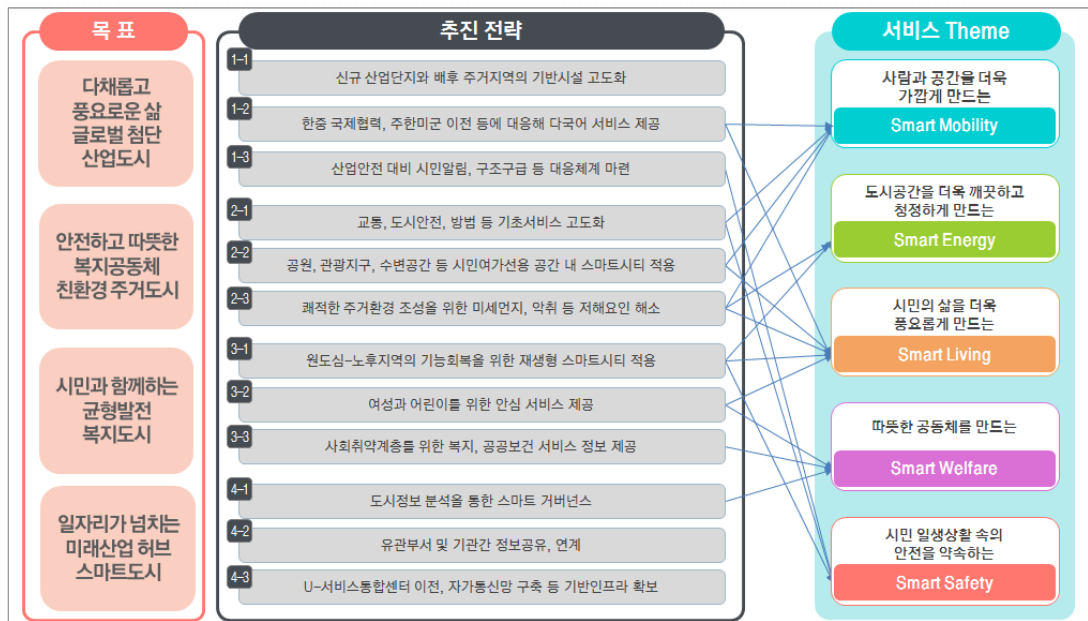 목 표
다채롭고
풍요로운 삶
글로벌 첨단
산업도시
안전하고 따뜻한
복지공동체
친환경 주거도시
시민과 함께하는
균형발전
복지도시
일자리가 넘치는
미래산업 허브
스마트도시
추진 전략
1-1
신규 산업단지와 배후 주거지역의 기반시설 고도화
1-2
한중 국제협력, 주한미군 이전 등에 대응해 다국어 서비스 제공
1-3
산업안전 대비 시민알림, 구조구급 등 대응체계 마련
2-1
교통, 도시안전, 방범 등 기초서비스 고도화
2-2
공원, 관광지구, 수변공간 등 시민여가선용 공간 내 스마트시티 적용
2-3
쾌적한 주거환경 조성을 위한 미세먼지, 악취 등 저해요인 해소
3-1
원도심-노후지역의 기능회복을 위한 재생형 스마트시티 적용
3-2
여성과 어린이를 위한 안심 서비스 제공
3-3
사회취약계층를 위한 복지, 공공보건 서비스 정보 제공
4-1
도시정보 분석을 통한 스마트 거버넌스
4-2
유관부서 및 기관간 정보공유, 연계
4-3
U-서비스통합센터 이전, 자가통신망 구축 등 기반인프라 확보
서비스 Theme
사람과 공간을 더욱
가깝게 만드는
Smart Mobility
도시공간을 더욱 깨끗하고
청정하게 만드는
Smart Energy
시민의 삶을 더욱
풍요롭게 만드는
Smart Living
따뜻한 공동체를 만드는
Smart Welfare
시민 일생상활 속의
안전을 약속하는
Smart Safety